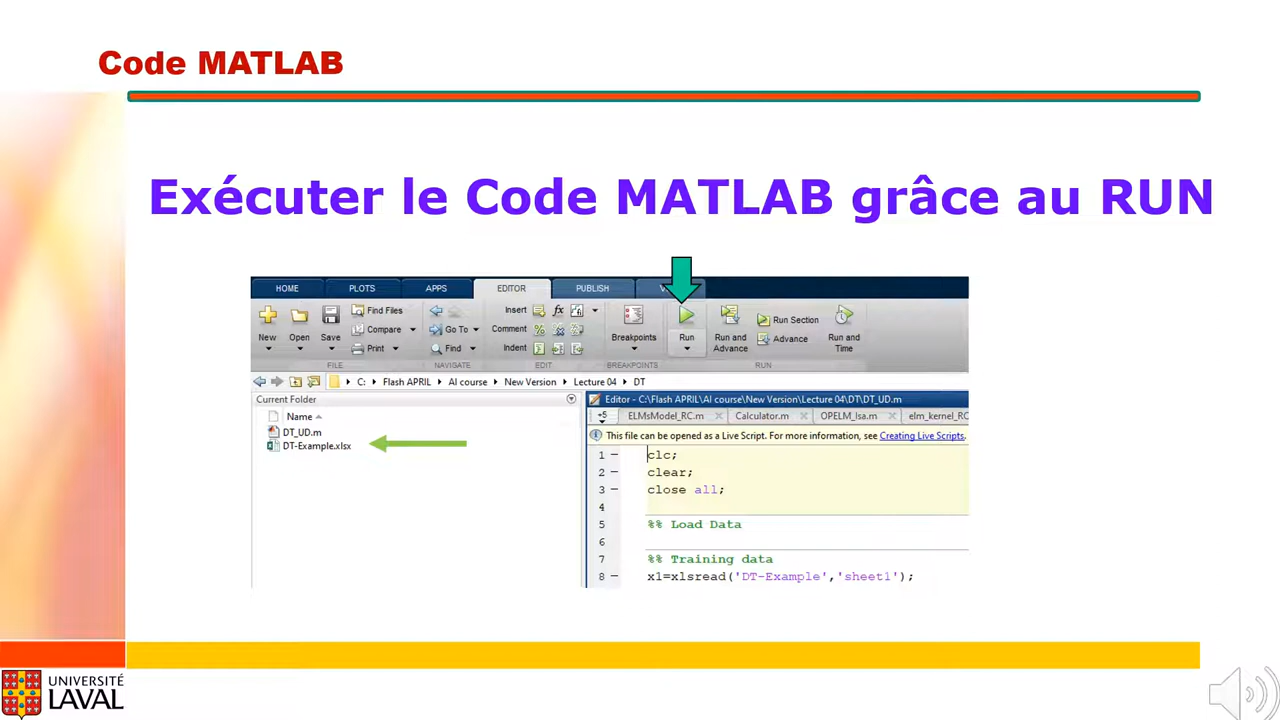 Code MATLAB
Exécuter le Code MATLAB grâce au RUN
HOME PLOTS APPS EDITOR PUBLISH
New Open Save Find Files Compare Print
Go To Find
Insert fx
Comment
Indent
Breakpoints Run Run and Advance Run Section Advance Run and Time
FILE NAVIGATE EDIT BREAKPOINTS RUN
C: Flash APRIL AI course New Version Lecture 04 DT
Current Folder
Name
DT_UD.m
DT-Example.xlsx
Editor - C:\Flash APRIL\AI course\New Version\Lecture 04\DT\DT_UD.m
+5 ELMsModel_RC.m Calculator.m OPELM_lsa.m elm_kernel_RC
This file can be opened as a Live Script. For more information, see Creating Live Scripts.
1 clc;
2 clear;
3 close all;
4
5 %% Load Data
6
7 %% Training data
8 x1=xlsread('DT-Example','sheet1');
UNIVERSITÉ
LAVAL